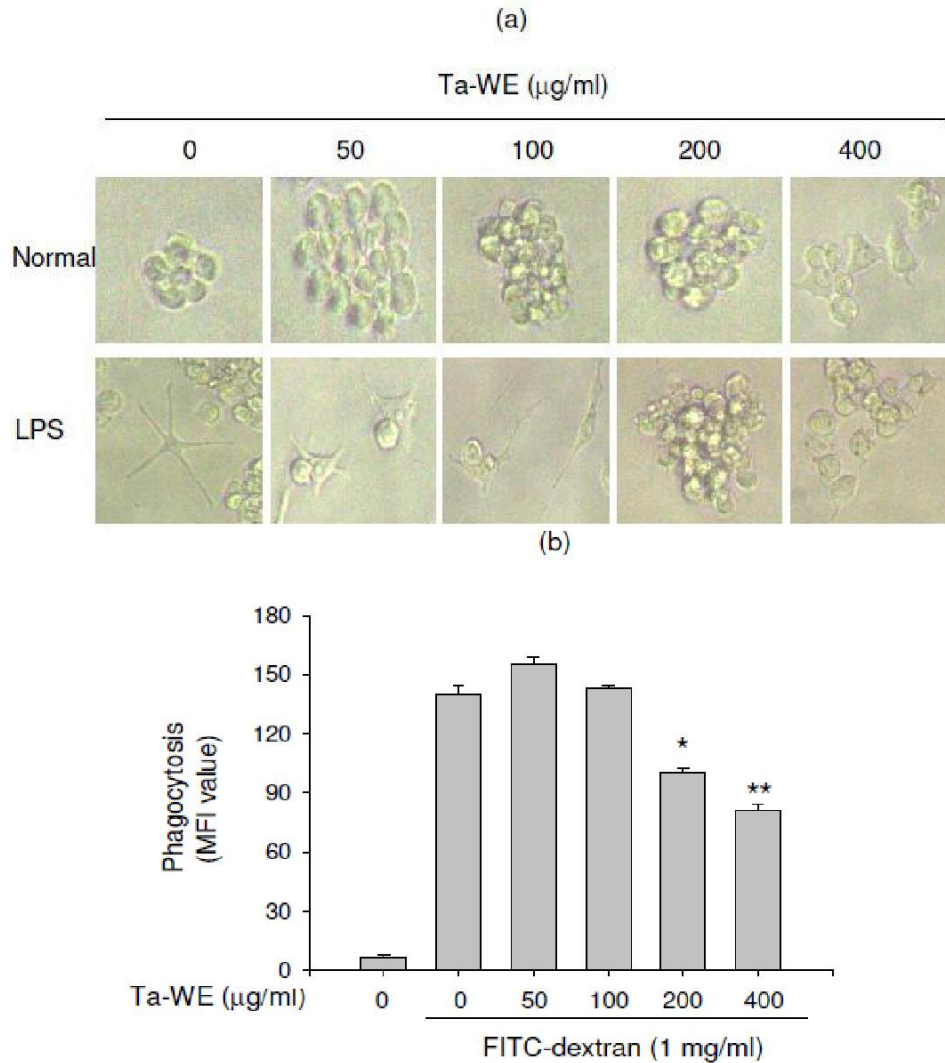 (a)
Ta-WE (μg/ml)
0 50 100 200 400
Normal
LPS
(b)
180
150
120
90
60
30
0
Phagocytosis
(MFI value)
*
**
Ta-WE (μg/ml) 0 0 50 100 200 400
FITC-dextran (1 mg/ml)